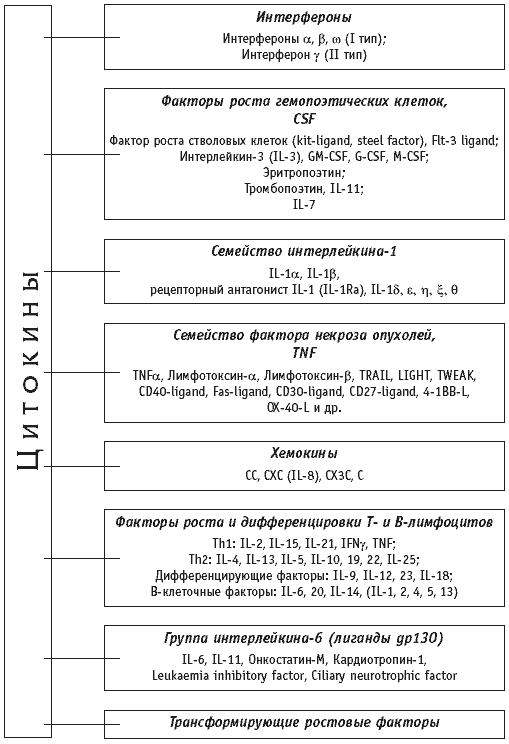 Цитокины
Интерфероны
Интерфероны α, β, ω (I тип);
Интерферон γ (II тип)
Факторы роста гемопоэтических клеток,
CSF
Фактор роста стволовых клеток (kit-ligand, steel factor), Flt-3 ligand;
Интерлейкин-3 (IL-3), GM-CSF, G-CSF, M-CSF;
Эритропоэтин;
Тромбопоэтин, IL-11;
IL-7
Семейство интерлейкина-1
IL-1α, IL-1β,
рецепторный антагонист IL-1 (IL-1Ra), IL-1δ, ε, η, ξ, θ
Семейство фактора некроза опухолей,
TNF
TNFα, Лимфотоксин-α, Лимфотоксин-β, TRAIL, LIGHT, TWEAK,
CD40-ligand, Fas-ligand, CD30-ligand, CD27-ligand, 4-1BB-L,
OX-40-L и др.
Хемокины
CC, CXC (IL-8), CX3C, C
Факторы роста и дифференцировки Т- и В-лимфоцитов
Th1: IL-2, IL-15, IL-21, IFNγ, TNF;
Th2: IL-4, IL-13, IL-5, IL-10, 19, 22, IL-25;
Дифференцирующие факторы: IL-9, IL-12, 23, IL-18;
В-клеточные факторы: IL-6, 20, IL-14, (IL-1, 2, 4, 5, 13)
Группа интерлейкина-6 (лиганды gp130)
IL-6, IL-11, Онкостатин-М, Кардиотропин-1,
Leukaemia inhibitory factor, Ciliary neurotrophic factor
Трансформирующие ростовые факторы